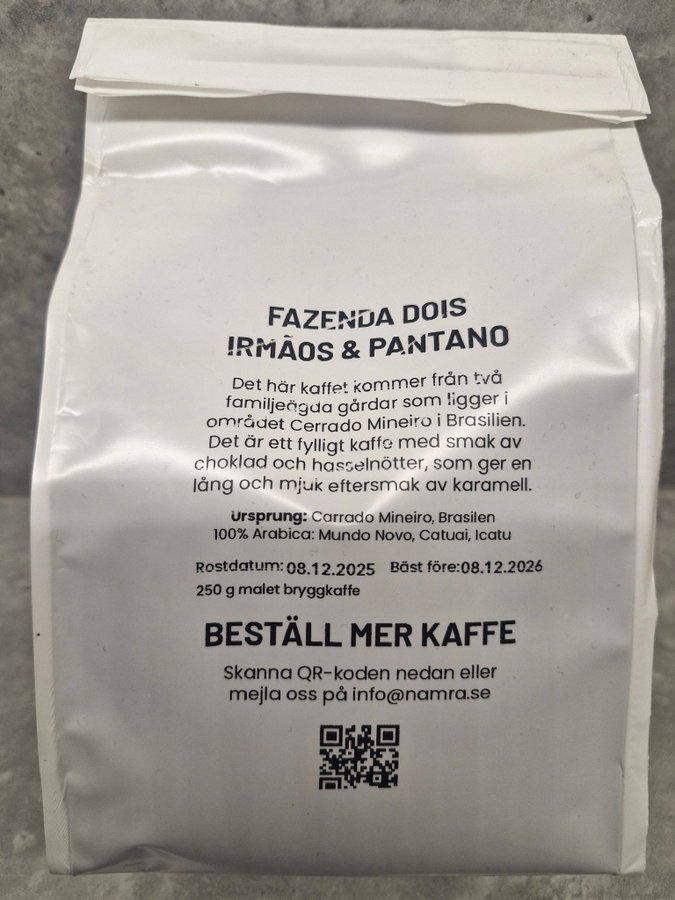 FAZENDA DOIS
IRMÃOS & PANTANO
Det här kaffet kommer från två
familjeägda gårdar som ligger i
området Cerrado Mineiro i Brasilien.
Det är ett fylligt kaffe med smak av
choklad och hasselnötter, som ger en
lång och mjuk eftersmak av karamell.
Ursprung: Carrado Mineiro, Brasilen
100% Arabica: Mundo Novo, Catuai, Icatu
Rostdatum: 08.12.2025 Bäst före:08.12.2026
250 g malet bryggkaffe
BESTÄLL MER KAFFE
Skanna QR-koden nedan eller
mejla oss på info@namra.se